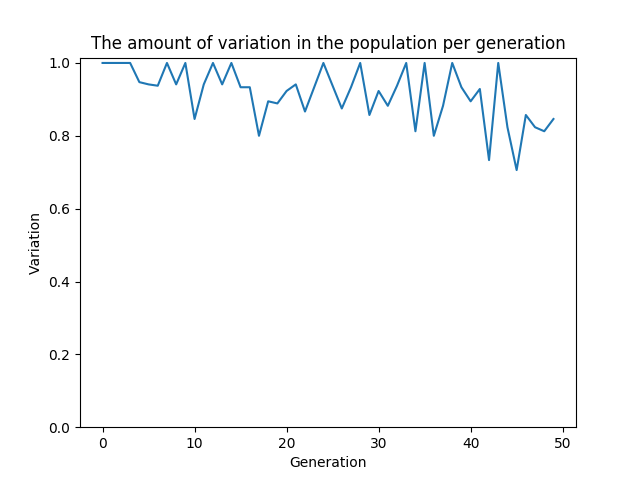 The amount of variation in the population per generation
1.0
0.8
0.6
0.4
0.2
0.0
Variation
0 10 20 30 40 50
Generation